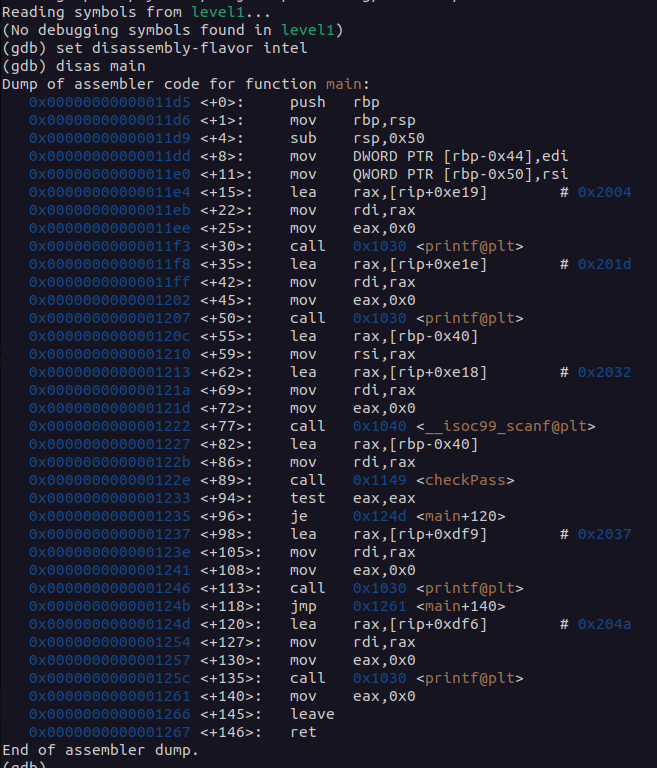 Reading symbols from level1...
(No debugging symbols found in level1)
(gdb) set disassembly-flavor intel
(gdb) disas main
Dump of assembler code for function main:
   0x00000000000011d5 <+0>:     push   rbp
   0x00000000000011d6 <+1>:     mov    rbp,rsp
   0x00000000000011d9 <+4>:     sub    rsp,0x50
   0x00000000000011dd <+8>:     mov    DWORD PTR [rbp-0x44],edi
   0x00000000000011e0 <+11>:    mov    QWORD PTR [rbp-0x50],rsi
   0x00000000000011e4 <+15>:    lea    rax,[rip+0xe19]        # 0x2004
   0x00000000000011eb <+22>:    mov    rdi,rax
   0x00000000000011ee <+25>:    mov    eax,0x0
   0x00000000000011f3 <+30>:    call   0x1030 <printf@plt>
   0x00000000000011f8 <+35>:    lea    rax,[rip+0xe1e]        # 0x201d
   0x00000000000011ff <+42>:    mov    rdi,rax
   0x0000000000001202 <+45>:    mov    eax,0x0
   0x0000000000001207 <+50>:    call   0x1030 <printf@plt>
   0x000000000000120c <+55>:    lea    rax,[rbp-0x40]
   0x0000000000001210 <+59>:    mov    rsi,rax
   0x0000000000001213 <+62>:    lea    rax,[rip+0xe18]        # 0x2032
   0x000000000000121a <+69>:    mov    rdi,rax
   0x000000000000121d <+72>:    mov    eax,0x0
   0x0000000000001222 <+77>:    call   0x1040 <__isoc99_scanf@plt>
   0x0000000000001227 <+82>:    lea    rax,[rbp-0x40]
   0x000000000000122b <+86>:    mov    rdi,rax
   0x000000000000122e <+89>:    call   0x1149 <checkPass>
   0x0000000000001233 <+94>:    test   eax,eax
   0x0000000000001235 <+96>:    je     0x124d <main+120>
   0x0000000000001237 <+98>:    lea    rax,[rip+0xdf9]        # 0x2037
   0x000000000000123e <+105>:   mov    rdi,rax
   0x0000000000001241 <+108>:   mov    eax,0x0
   0x0000000000001246 <+113>:   call   0x1030 <printf@plt>
   0x000000000000124b <+118>:   jmp    0x1261 <main+140>
   0x000000000000124d <+120>:   lea    rax,[rip+0xdf6]        # 0x204a
   0x0000000000001254 <+127>:   mov    rdi,rax
   0x0000000000001257 <+130>:   mov    eax,0x0
   0x000000000000125c <+135>:   call   0x1030 <printf@plt>
   0x0000000000001261 <+140>:   mov    eax,0x0
   0x0000000000001266 <+145>:   leave
   0x0000000000001267 <+146>:   ret
End of assembler dump.
(gdb)